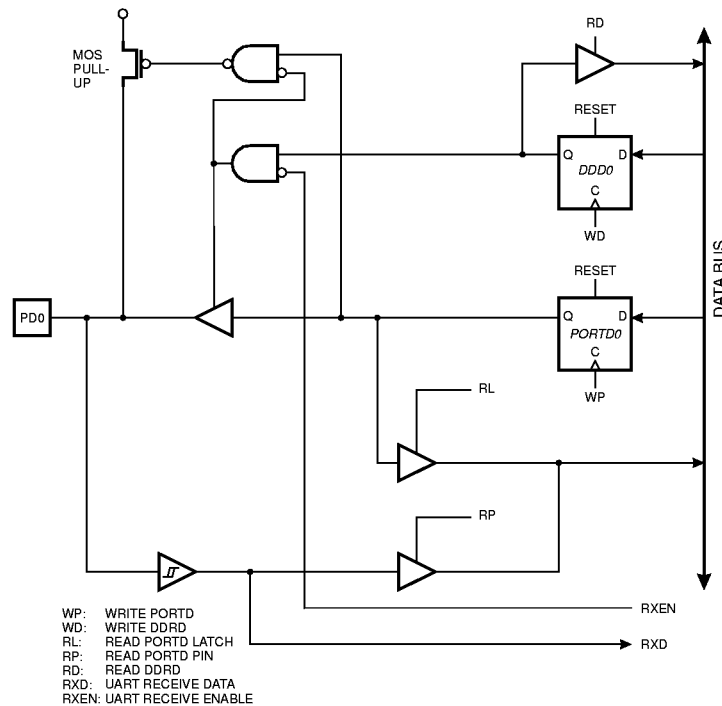 RD
MOS
PULL-
UP
RESET
Q D
DDD0
C
WD
DATA BUS
RESET
PD0
Q D
PORTD0
C
WP
RL
RP
RXEN
RXD
WP: WRITE PORTD
WD: WRITE DDRD
RL: READ PORTD LATCH
RP: READ PORTD PIN
RD: READ DDRD
RXD: UART RECEIVE DATA
RXEN: UART RECEIVE ENABLE